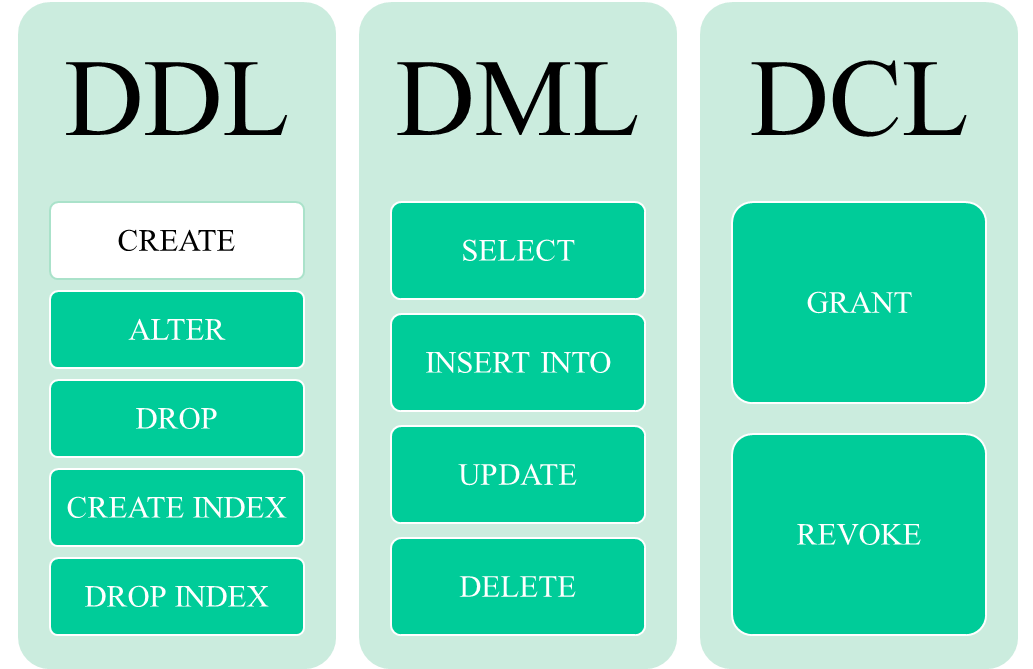 DDL
CREATE
ALTER
DROP
CREATE INDEX
DROP INDEX
DML
SELECT
INSERT INTO
UPDATE
DELETE
DCL
GRANT
REVOKE